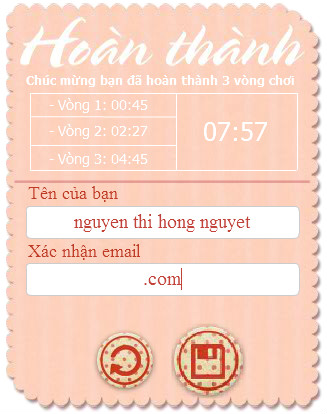 Hoàn thành
Chúc mừng bạn đã hoàn thành 3 vòng chơi
- Vòng 1: 00:45
- Vòng 2: 02:27
- Vòng 3: 04:45
07:57
Tên của bạn
nguyen thi hong nguyet
Xác nhận email
.com